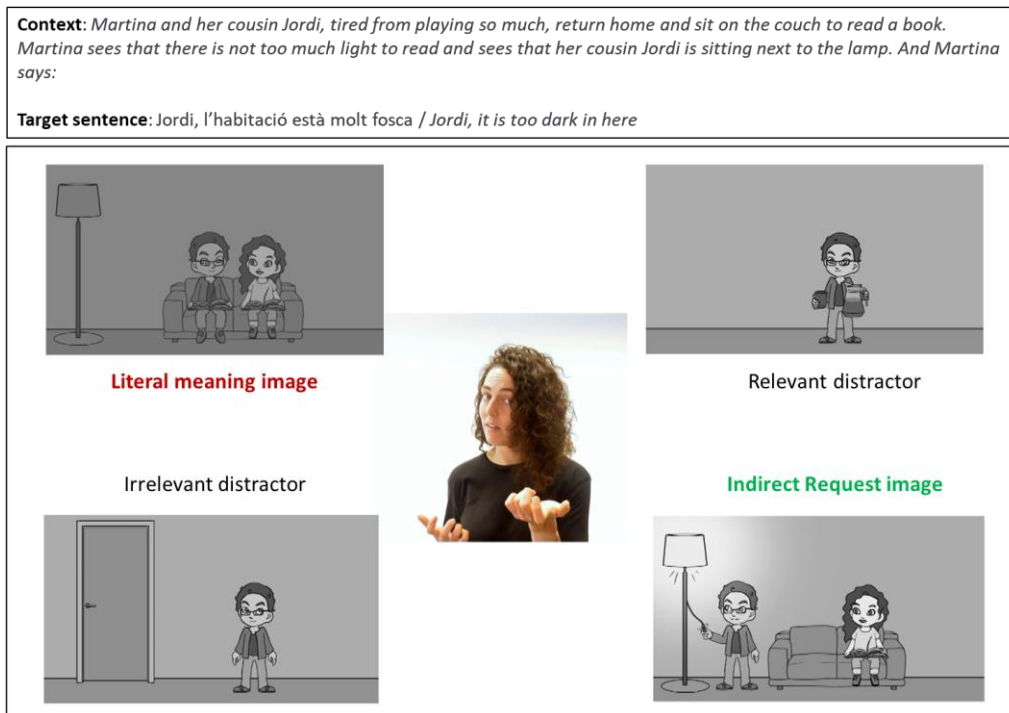 Context: Martina and her cousin Jordi, tired from playing so much, return home and sit on the couch to read a book.
Martina sees that there is not too much light to read and sees that her cousin Jordi is sitting next to the lamp. And Martina
says:
Target sentence: Jordi, l’habitació està molt fosca / Jordi, it is too dark in here
Literal meaning image
Relevant distractor
Irrelevant distractor
Indirect Request image